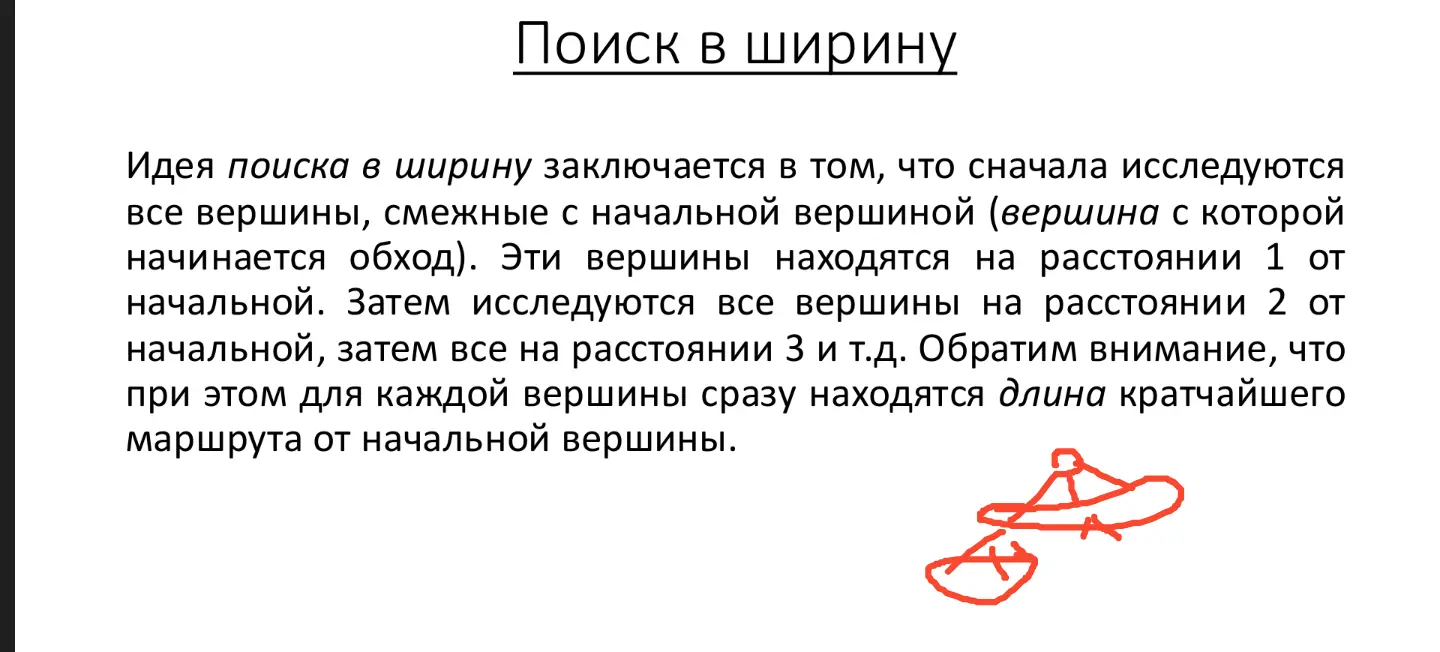 Поиск в ширину
Идея поиска в ширину заключается в том, что сначала исследуются
все вершины, смежные с начальной вершиной (вершина с которой
начинается обход). Эти вершины находятся на расстоянии 1 от
начальной. Затем исследуются все вершины на расстоянии 2 от
начальной, затем все на расстоянии 3 и т.д. Обратим внимание, что
при этом для каждой вершины сразу находятся длина кратчайшего
маршрута от начальной вершины.